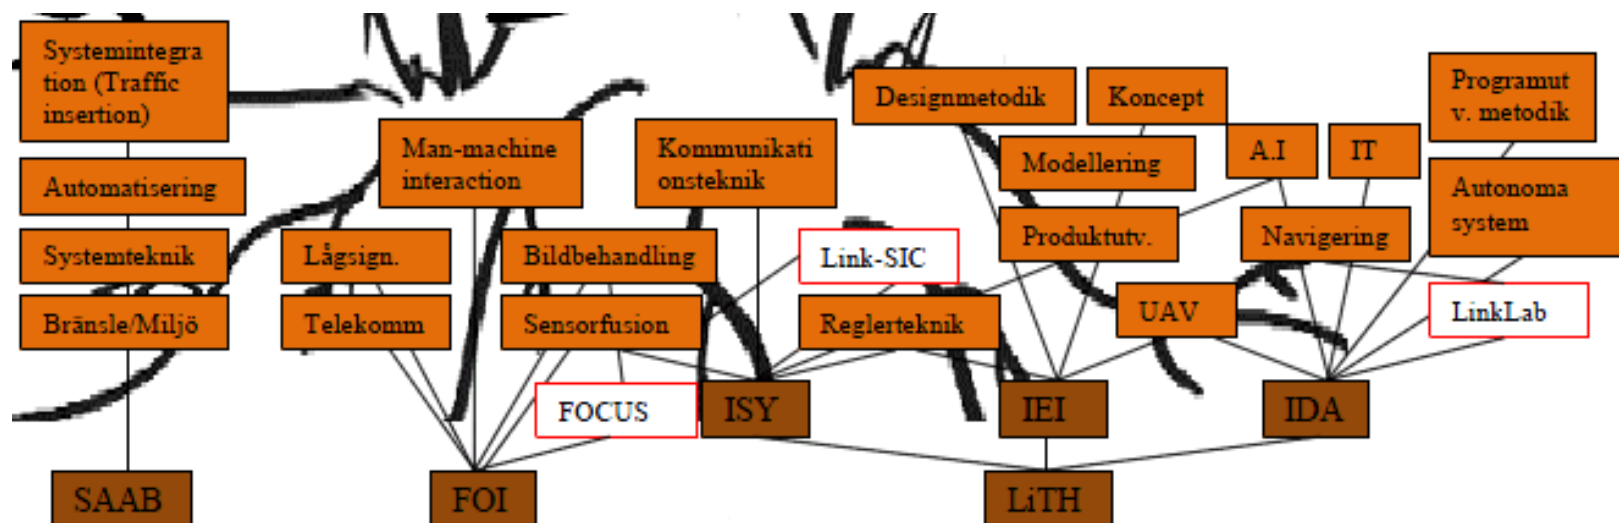 Systemintegra
tion (Traffic
insertion)
Automatisering
Systemteknik
Bränsle/Miljö
SAAB
Man-machine
interaction
Lågsign.
Telekomm
Bildbehandling
Sensorfusion
FOCUS
FOI
Kommunikati
onsteknik
Link-SIC
Reglerteknik
ISY
Designmetodik
Koncept
Modellering
Produktutv.
UAV
IEI
LiTH
A.I
IT
Navigering
IDA
Programut
v. metodik
Autonoma
system
LinkLab